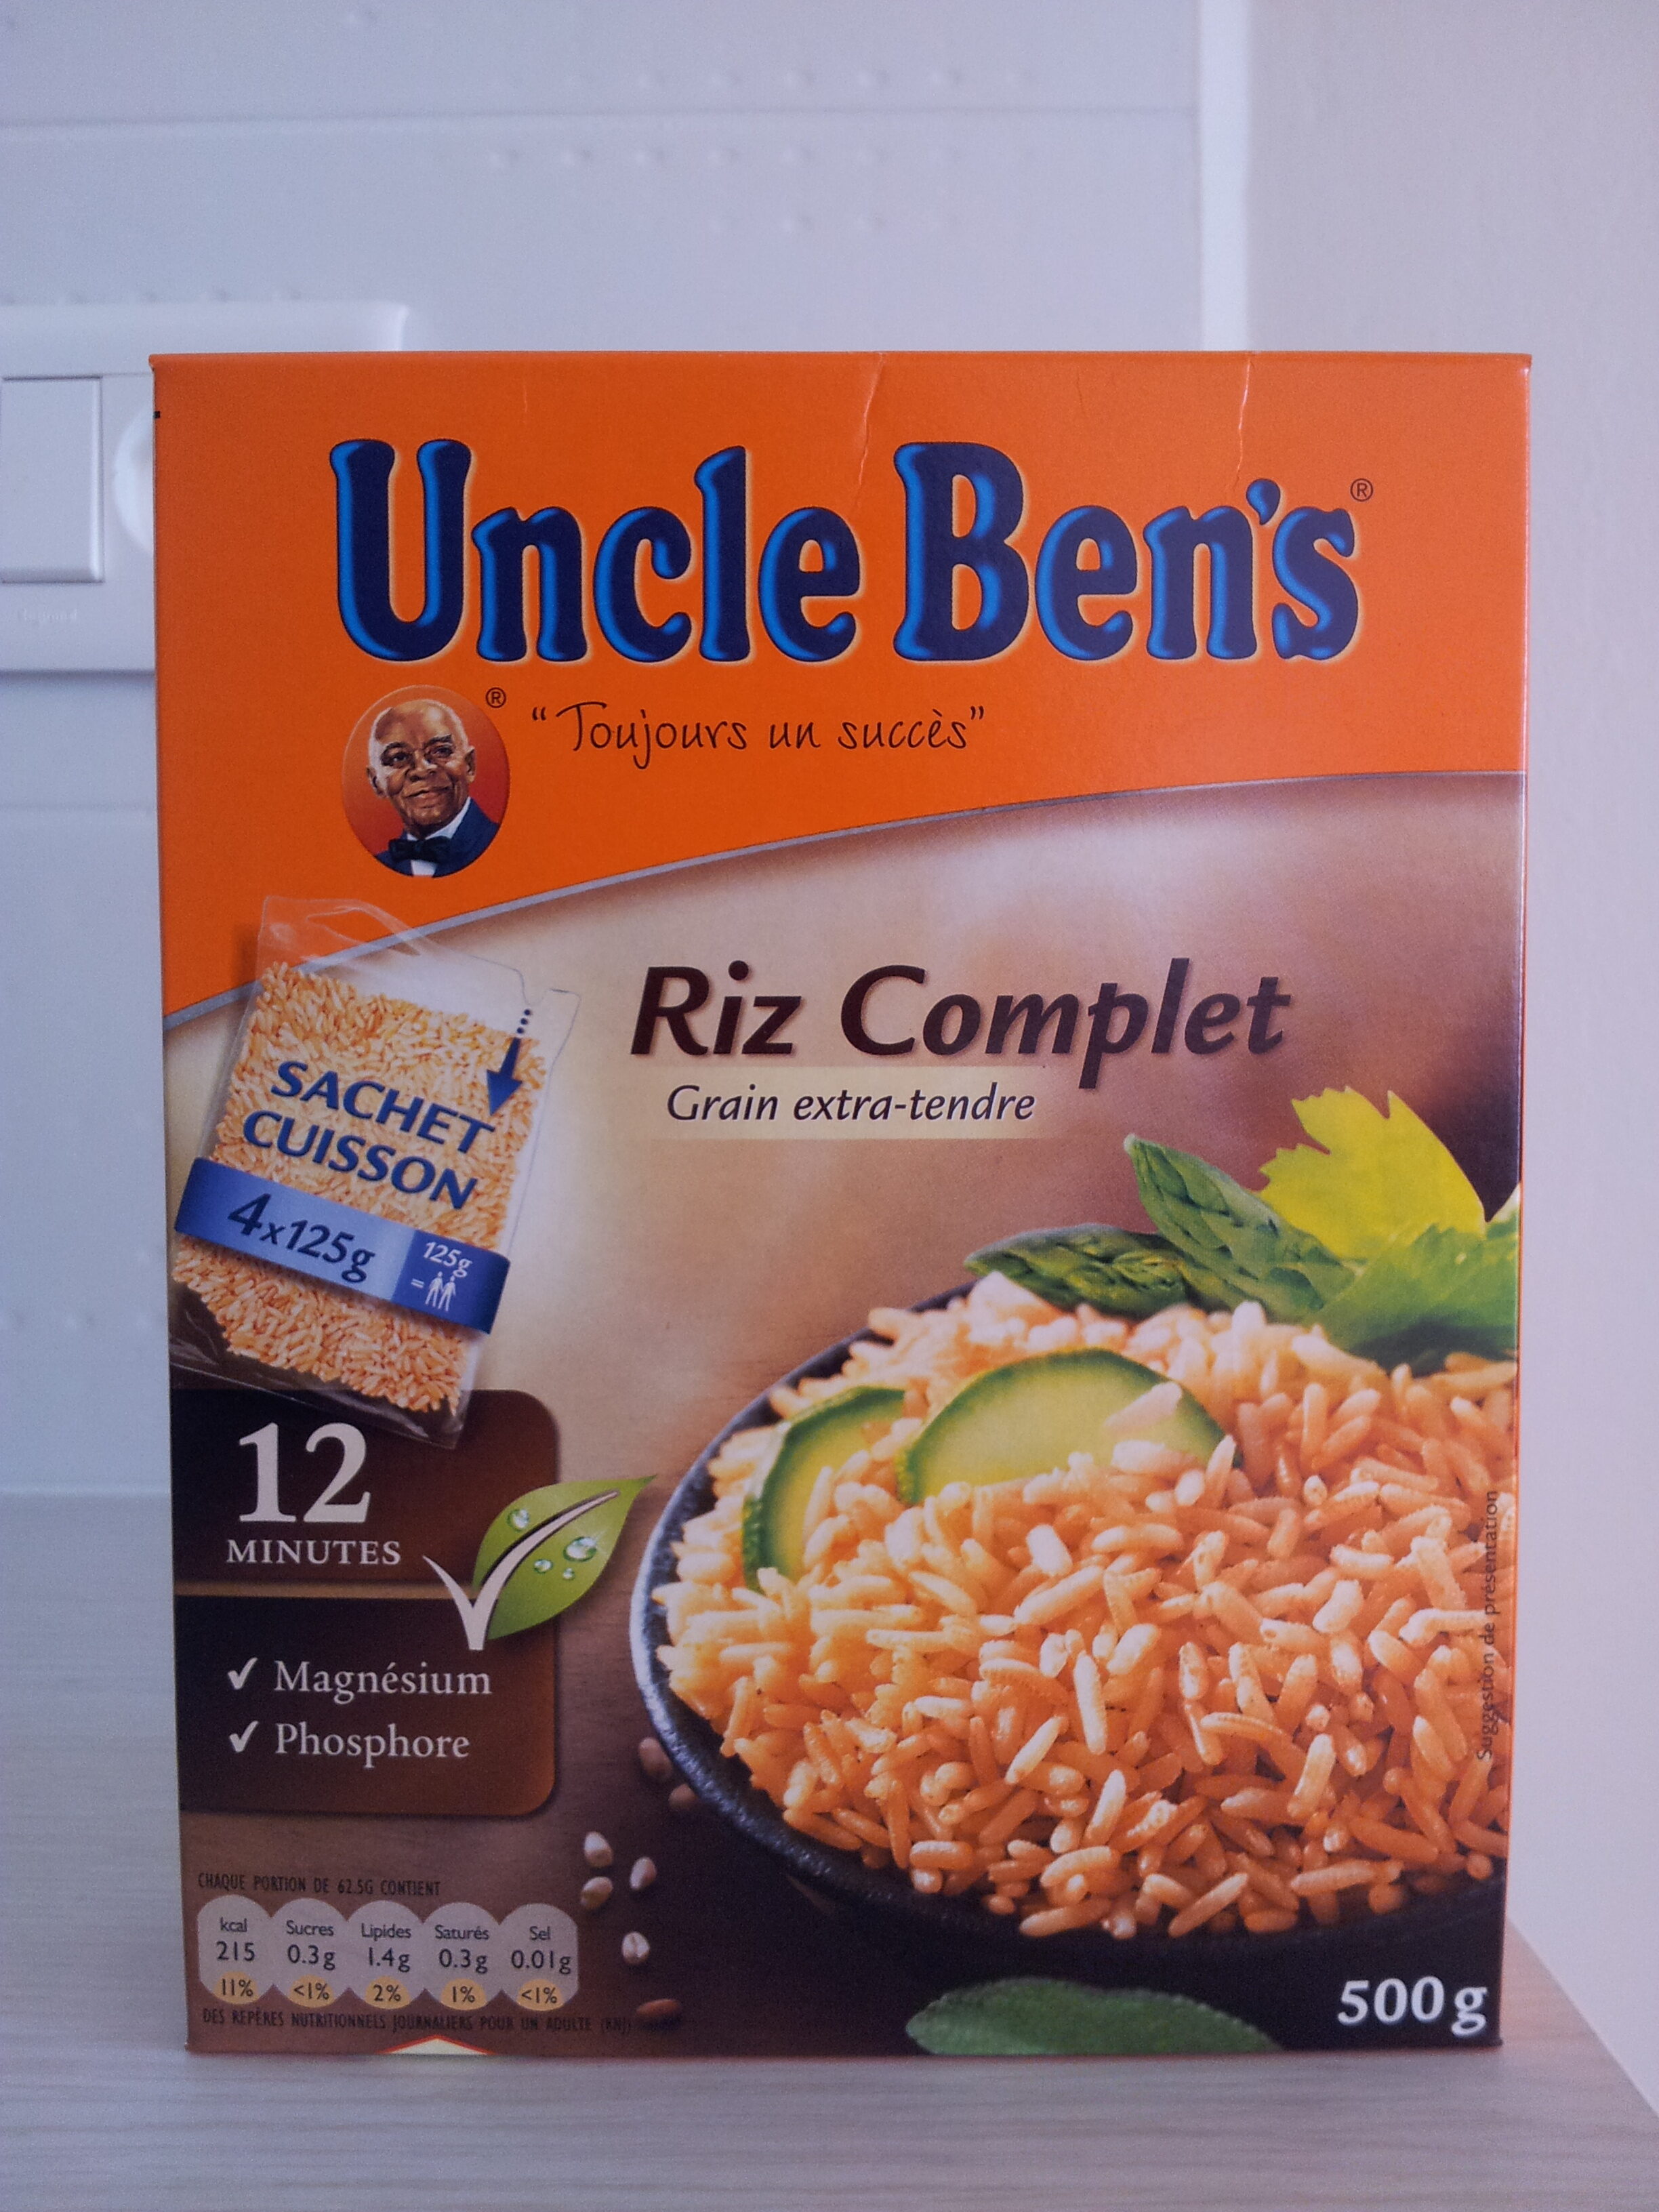 Uncle Ben's®
®
"Toujours un succès"
Riz Complet
Grain extra-tendre
SACHET
CUISSON
4x125g
125g
=
12
MINUTES
✓ Magnésium
✓ Phosphore
Suggestion de présentation
CHAQUE PORTION DE 62.5G CONTIENT
kcal Sucres Lipides Saturés Sel
215 0.3g 1.4g 0.3g 0.01g
11% <1% 2% 1% <1%
DES REPÈRES NUTRITIONNELS JOURNALIERS POUR UN ADULTE (RNJ)
500g